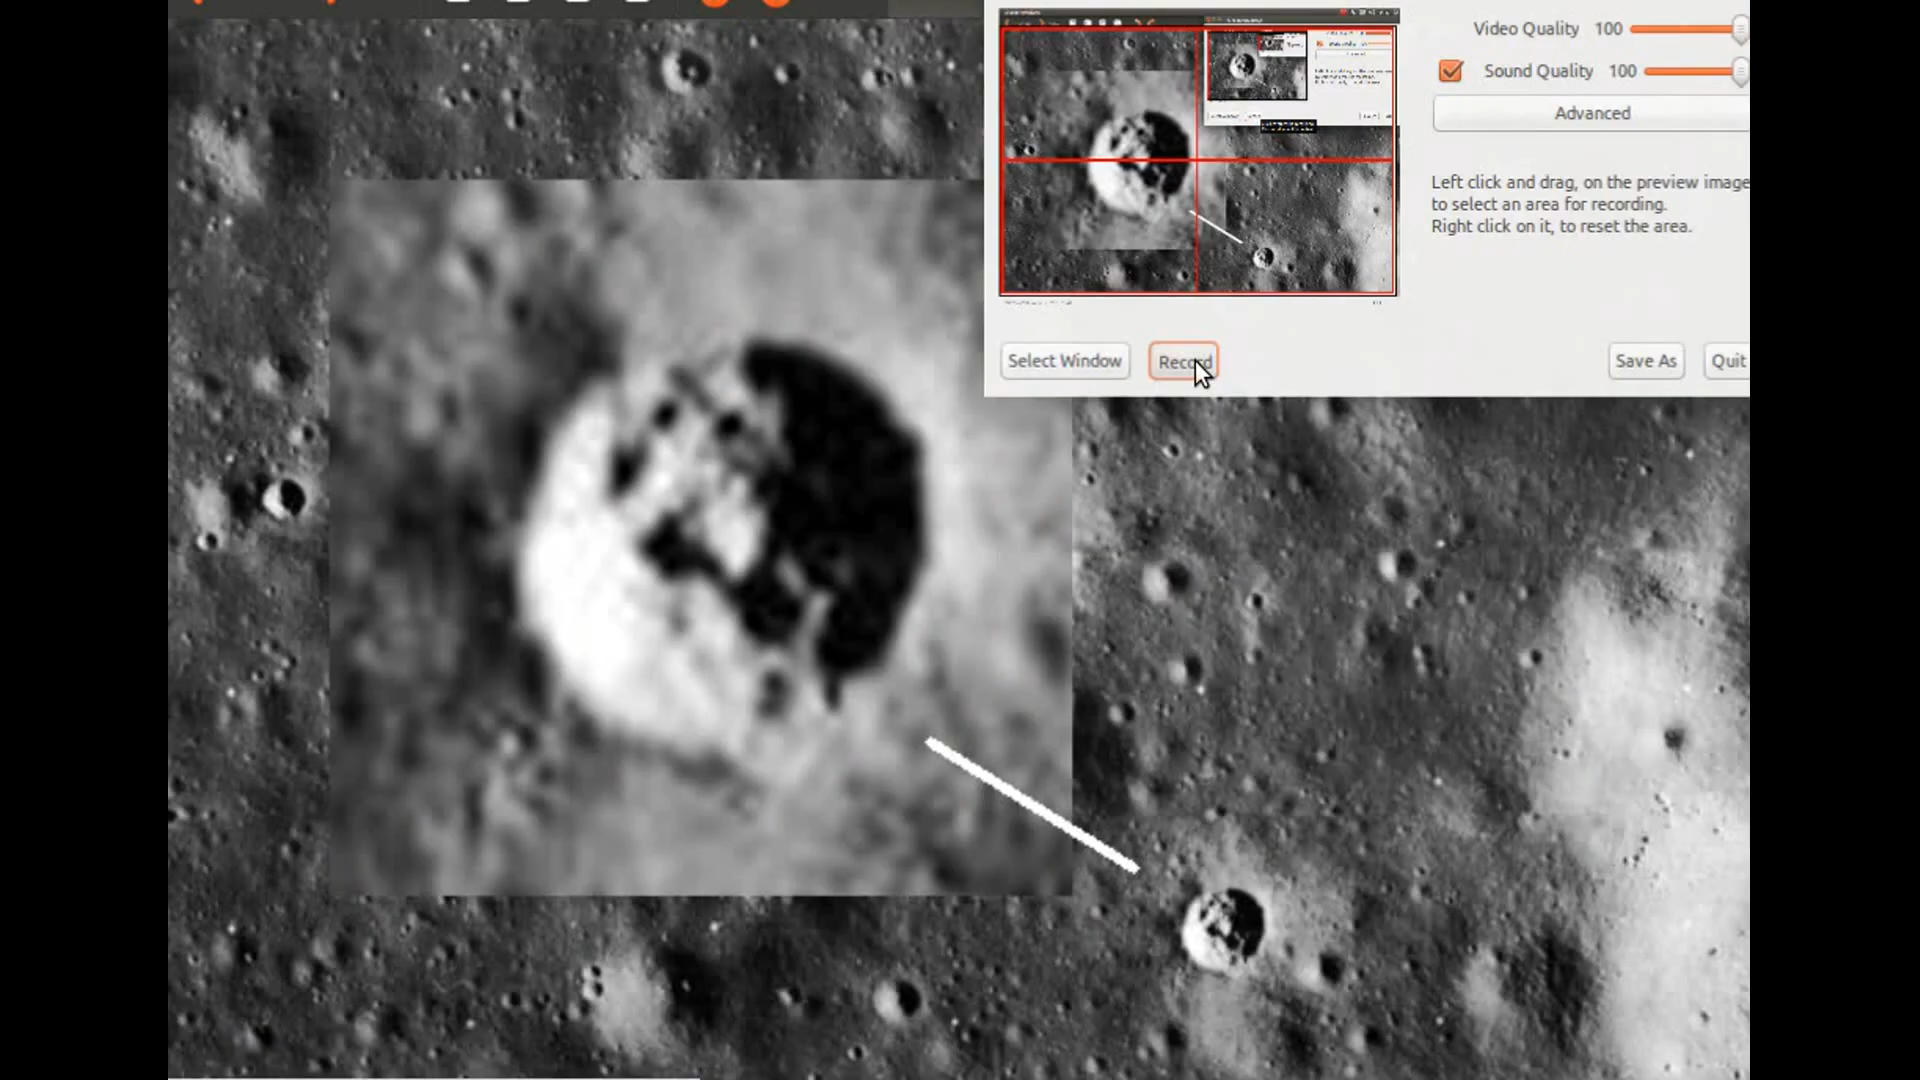 Video Quality 100
Sound Quality 100
Advanced
Left click and drag, on the preview image
to select an area for recording.
Right click on it, to reset the area.
Select Window
Record
Save As
Quit